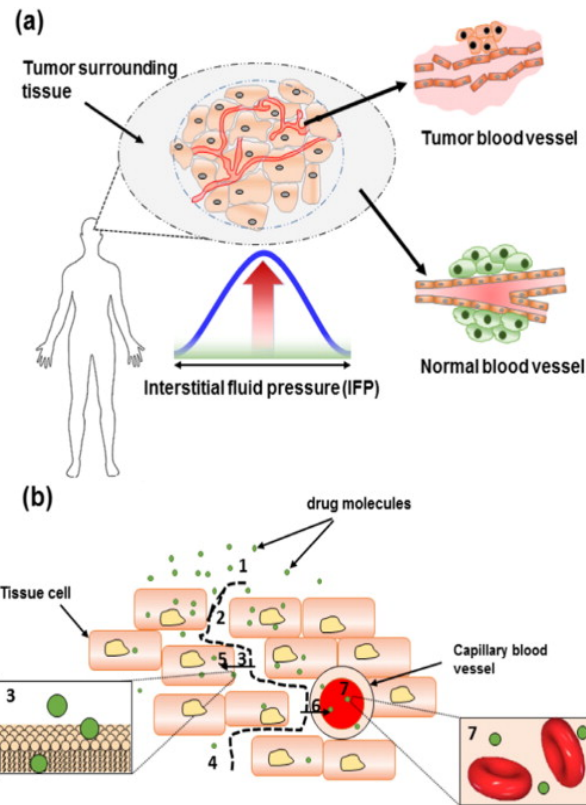 (a)
Tumor surrounding
tissue
Tumor blood vessel
Normal blood vessel
Interstitial fluid pressure (IFP)
(b)
drug molecules
1
Tissue cell
2
Capillary blood
vessel
5
3
7
3
6
7
4